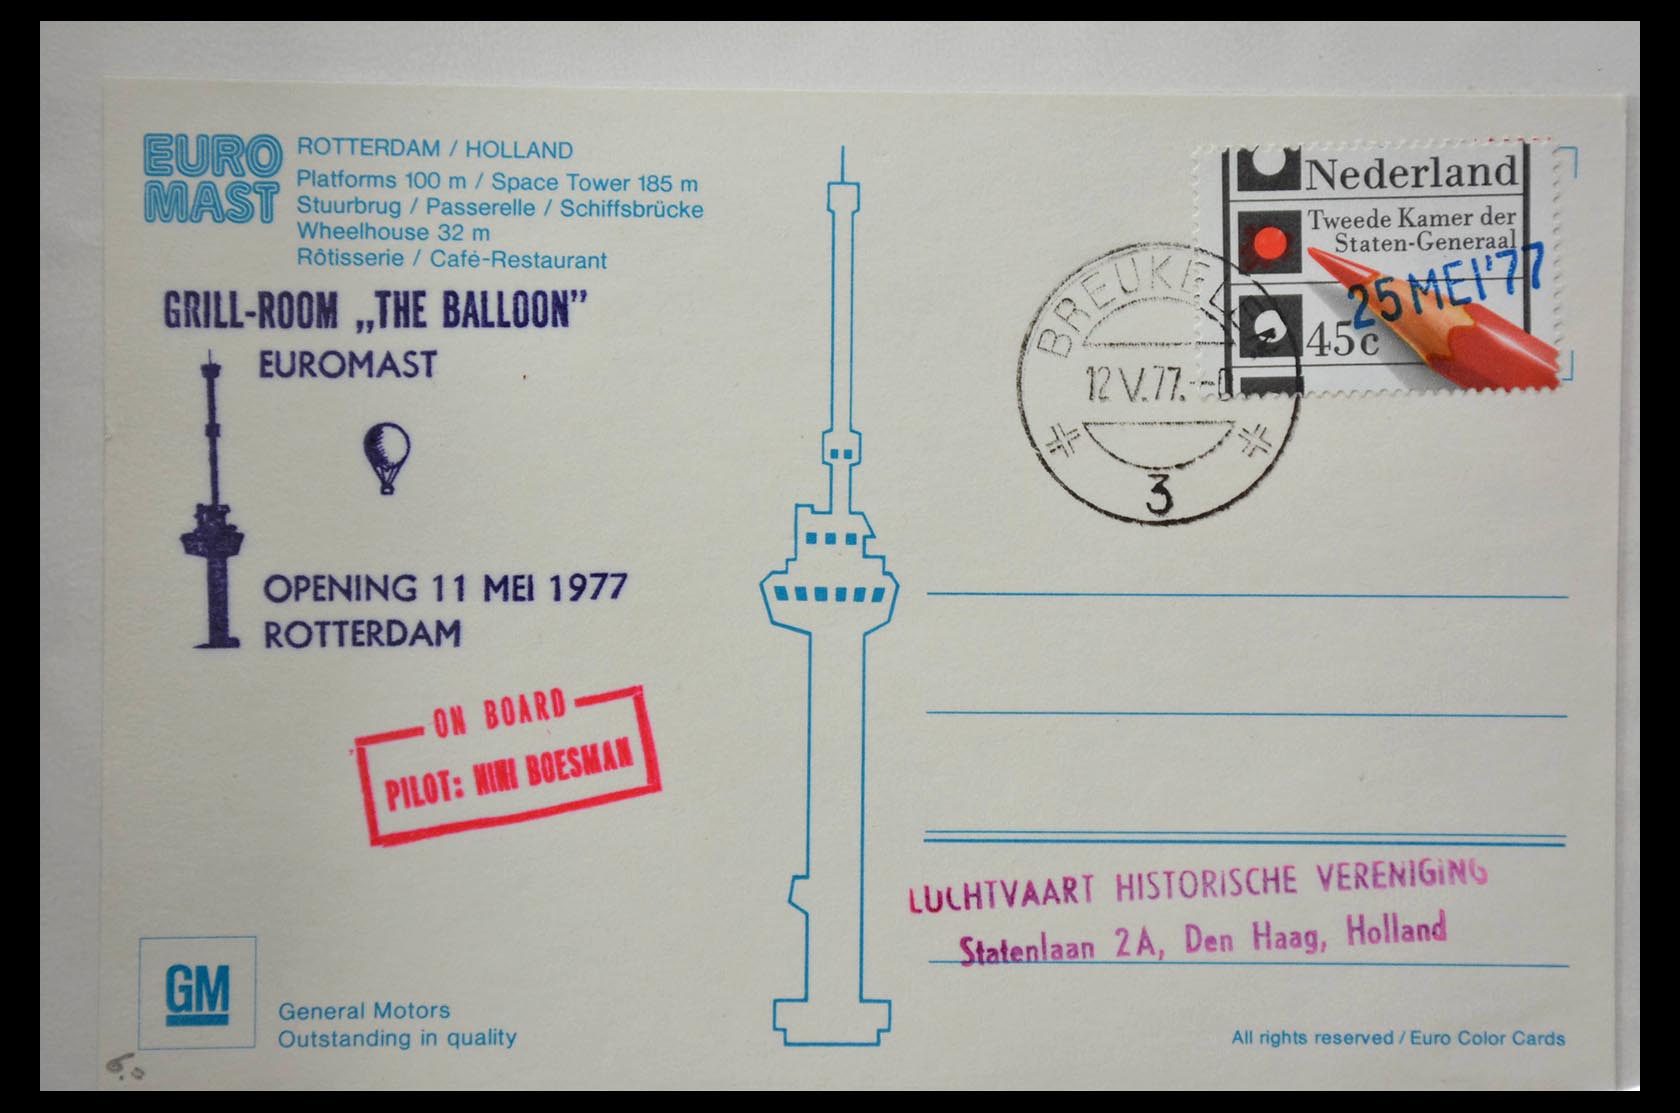 EURO
MAST
ROTTERDAM / HOLLAND
Platforms 100 m / Space Tower 185 m
Stuurbrug / Passerelle / Schiffsbrücke
Wheelhouse 32 m
Rôtisserie / Café-Restaurant
GRILL-ROOM „THE BALLOON”
EUROMAST
OPENING 11 MEI 1977
ROTTERDAM
ON BOARD
PILOT: NINI BOESMAN
GM
General Motors
Outstanding in quality
6.0
Nederland
Tweede Kamer der
Staten-Generaal
25 MEI '77
45c
BREUKEL
12 V.77.
3
LUCHTVAART HISTORISCHE VERENIGING
Statenlaan 2A, Den Haag, Holland
All rights reserved / Euro Color Cards